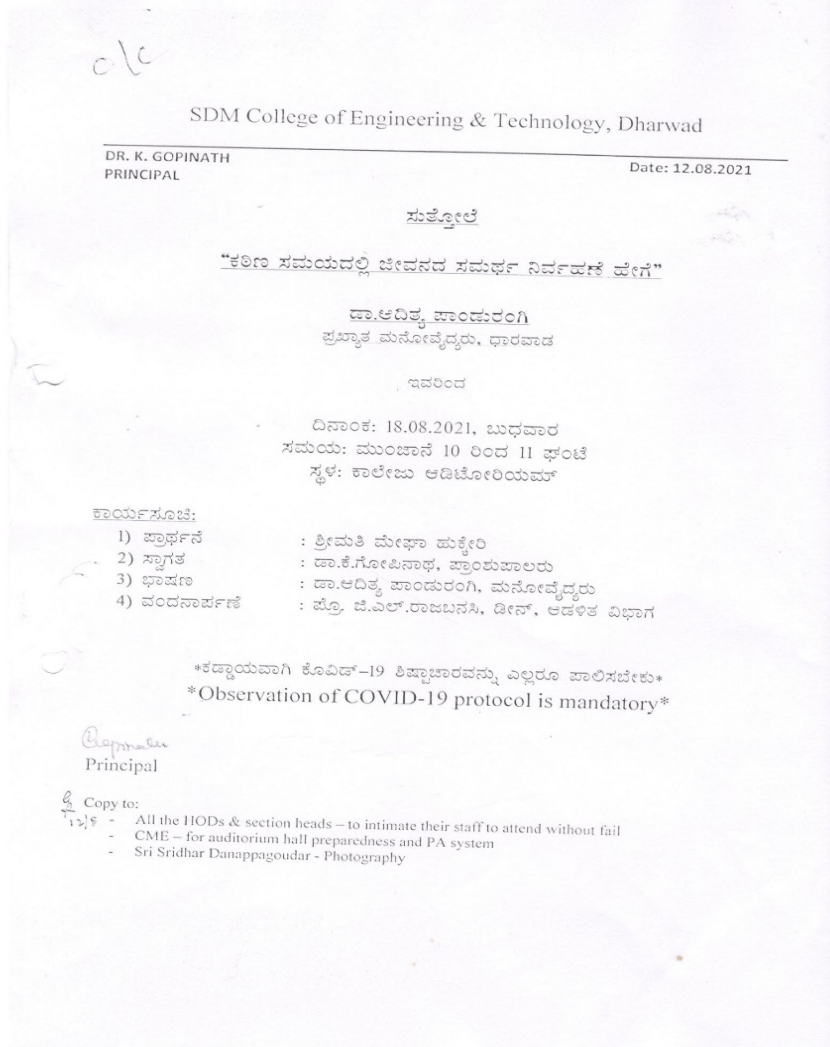 o\c
SDM College of Engineering & Technology, Dharwad
DR. K. GOPINATH
PRINCIPAL
Date: 12.08.2021
ಸುತ್ತೋಲೆ
“ಕಠಿಣ ಸಮಯದಲ್ಲಿ ಜೀವನದ ಸಮರ್ಥ ನಿರ್ವಹಣೆ ಹೇಗೆ”
ಡಾ.ಆದಿತ್ಯ ಪಾಂಡುರಂಗಿ
ಪ್ರಖ್ಯಾತ ಮನೋವೈದ್ಯರು, ಧಾರವಾಡ
ಇವರಿಂದ
ದಿನಾಂಕ: 18.08.2021, ಬುಧವಾರ
ಸಮಯ: ಮುಂಜಾನೆ 10 ರಿಂದ 11 ಘಂಟೆ
ಸ್ಥಳ: ಕಾಲೇಜು ಆಡಿಟೋರಿಯಮ್
ಕಾರ್ಯಸೂಚಿ:
1) ಪ್ರಾರ್ಥನೆ : ಶ್ರೀಮತಿ ಮೇಘಾ ಹುಕ್ಕೇರಿ
2) ಸ್ವಾಗತ : ಡಾ.ಕೆ.ಗೋಪಿನಾಥ, ಪ್ರಾಂಶುಪಾಲರು
3) ಭಾಷಣ : ಡಾ.ಆದಿತ್ಯ ಪಾಂಡುರಂಗಿ, ಮನೋವೈದ್ಯರು
4) ವಂದನಾರ್ಪಣೆ : ಪ್ರೊ. ಜಿ.ಎಲ್.ರಾಜಬನಸಿ, ಡೀನ್, ಆಡಳಿತ ವಿಭಾಗ
*ಕಡ್ಡಾಯವಾಗಿ ಕೊವಿಡ್–19 ಶಿಷ್ಟಾಚಾರವನ್ನು ಎಲ್ಲರೂ ಪಾಲಿಸಬೇಕು*
*Observation of COVID-19 protocol is mandatory*
Principal
Copy to:
12/8 - All the HODs & section heads – to intimate their staff to attend without fail
- CME – for auditorium hall preparedness and PA system
- Sri Sridhar Danappagoudar - Photography